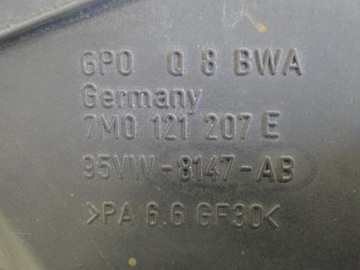 GPO Q 8 BWA
Germany
7M0 121 207 E
95VW-8147-AB
>PA 6.6 GF30<